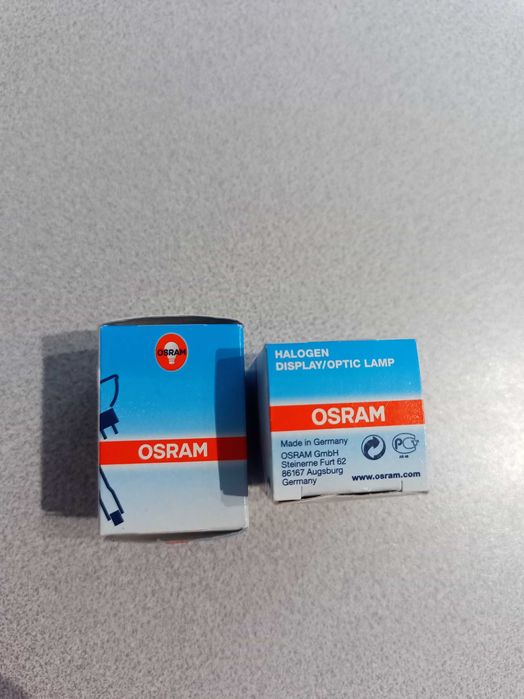 OSRAM
OSRAM
HALOGEN
DISPLAY/OPTIC LAMP
OSRAM
Made in Germany
OSRAM GmbH
Steinerne Furt 62
86167 Augsburg
Germany
www.osram.com